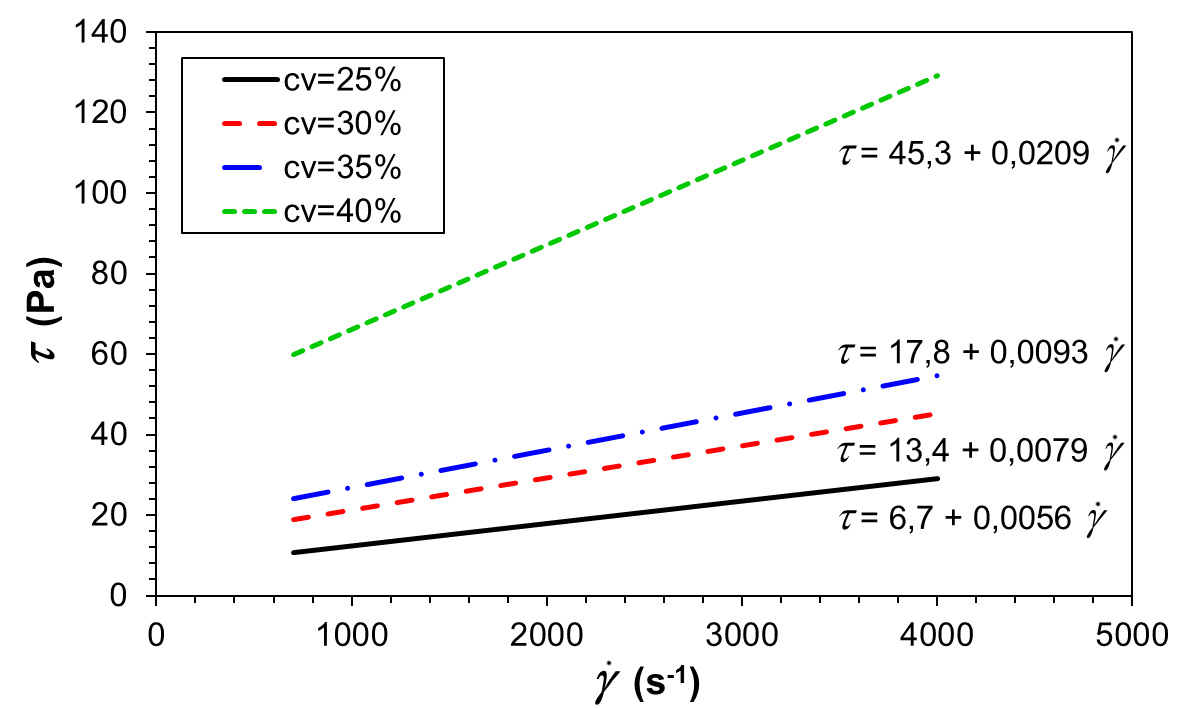 140
120
100
80
60
40
20
0
τ (Pa)
cv=25%
cv=30%
cv=35%
cv=40%
τ = 45,3 + 0,0209 γ̇
τ = 17,8 + 0,0093 γ̇
τ = 13,4 + 0,0079 γ̇
τ = 6,7 + 0,0056 γ̇
0 1000 2000 3000 4000 5000
γ̇ (s⁻¹)